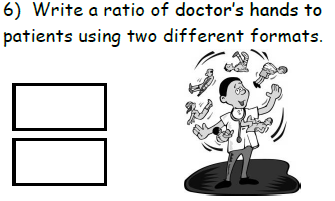 6) Write a ratio of doctor's hands to
patients using two different formats.